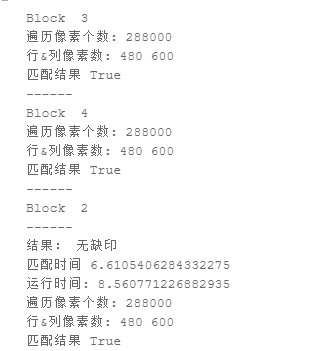 Block  3
遍历像素个数: 288000
行&列像素数: 480 600
匹配结果 True
------
Block  4
遍历像素个数: 288000
行&列像素数: 480 600
匹配结果 True
------
Block  2
------
结果:  无缺印
匹配时间 6.6105406284332275
运行时间: 8.560771226882935
遍历像素个数: 288000
行&列像素数: 480 600
匹配结果 True